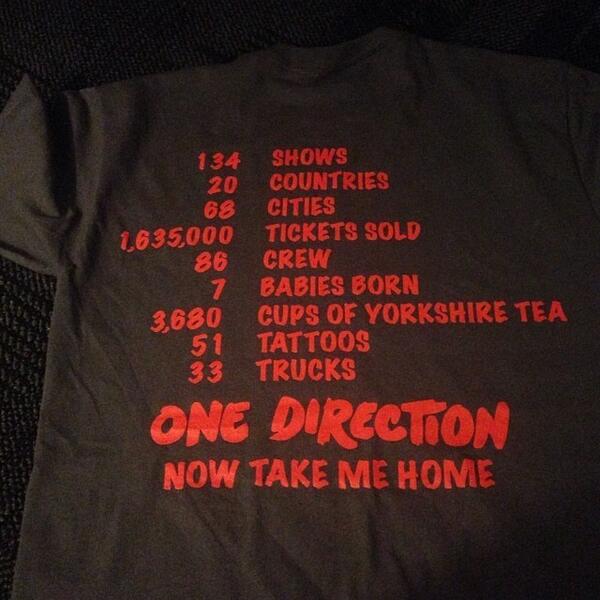 134 SHOWS
20 COUNTRIES
68 CITIES
1,635,000 TICKETS SOLD
86 CREW
7 BABIES BORN
3,680 CUPS OF YORKSHIRE TEA
51 TATTOOS
33 TRUCKS
ONE DIRECTION
NOW TAKE ME HOME